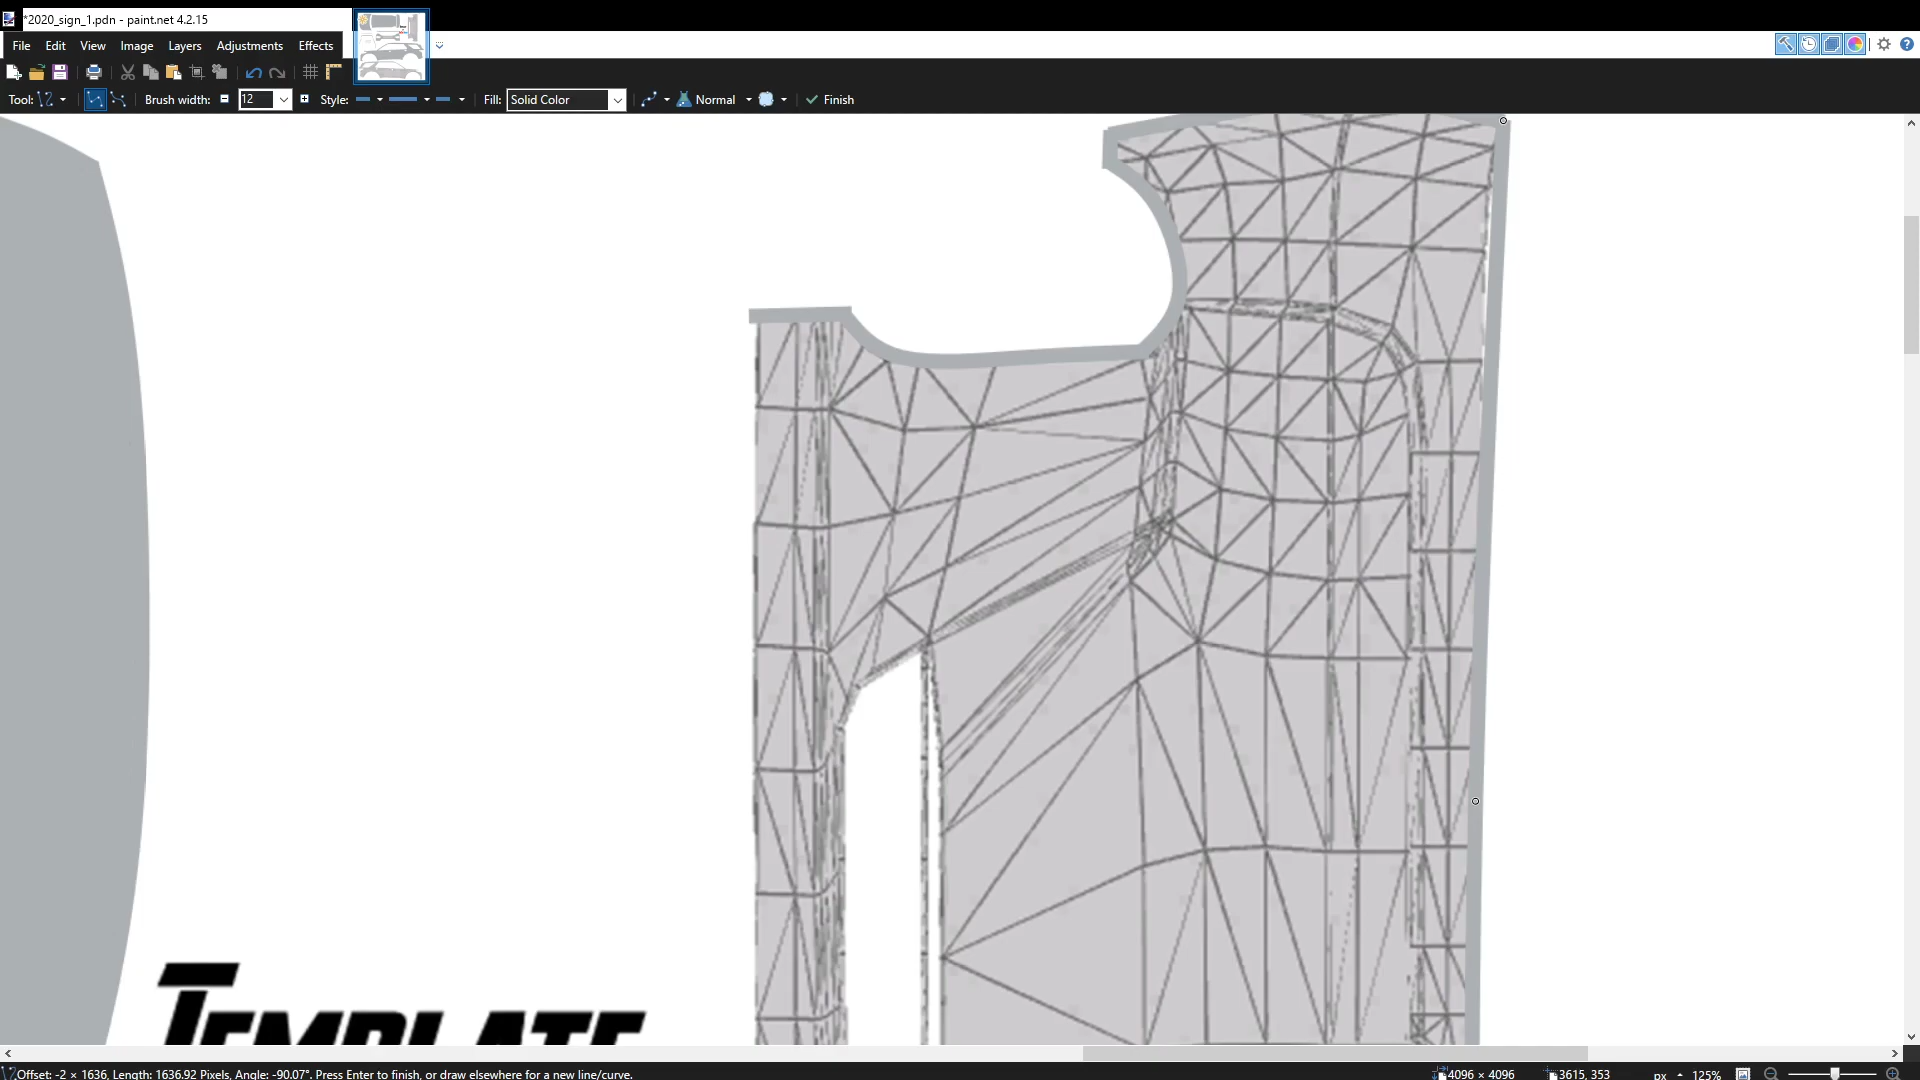 *2020_sign_1.pdn - paint.net 4.2.15
File Edit View Image Layers Adjustments Effects
Tool: Brush width: 12 Style: Fill: Solid Color Normal Finish
TEMPLATE
Offset: -2 × 1636, Length: 1636.92 Pixels, Angle: -90.07°. Press Enter to finish, or draw elsewhere for a new line/curve. 4096 × 4096 3615, 353 px 125%